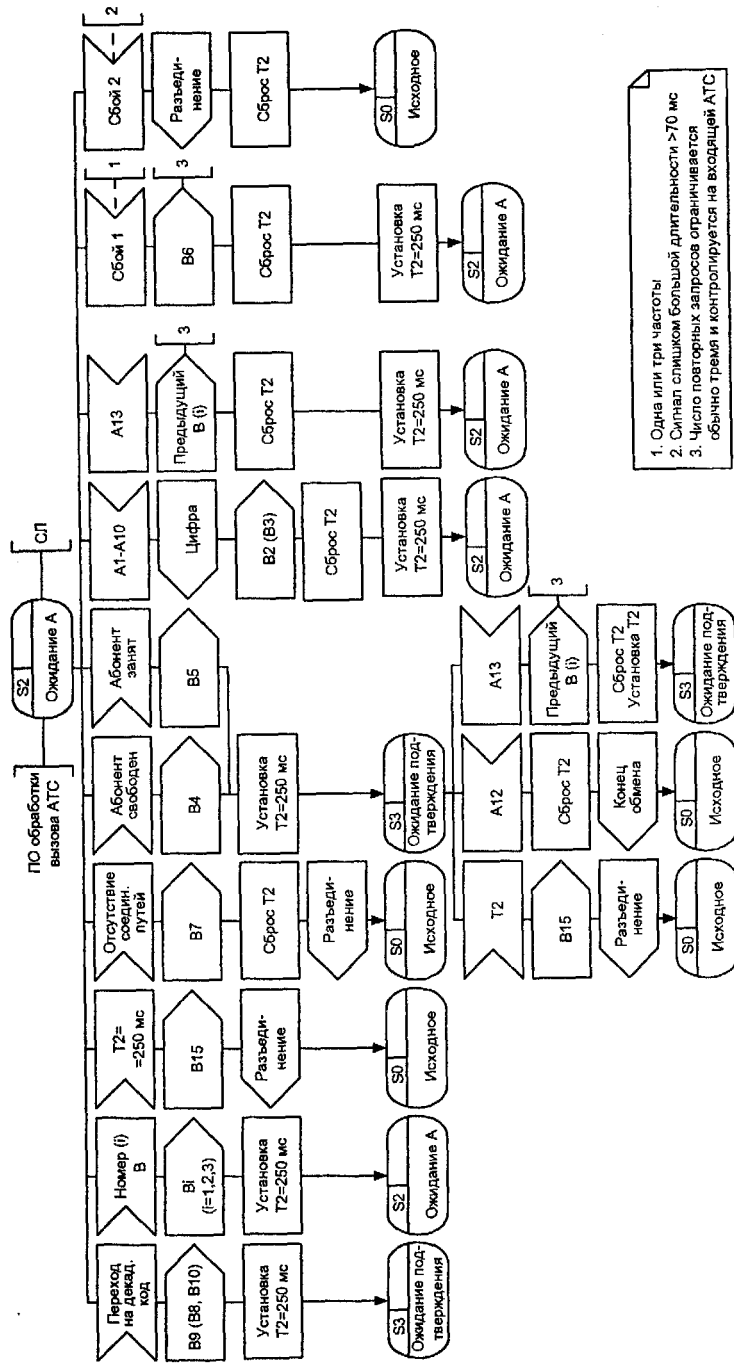 ПО обработки
вызова АТС
S2
Ожидание А
СЛ
Переход
на декад.
код
B9 (B8, B10)
Установка
T2=250 мс
S3
Ожидание под-
тверждения
Номер (i)
B
Bi
(i=1,2,3)
Установка
T2=250 мс
S2
Ожидание А
T2=
=250 мс
B15
Разъеди-
нение
S0
Исходное
Отсутствие
соедин.
путей
B7
Сброс T2
Разъеди-
нение
S0
Исходное
Абонент
свободен
B4
Установка
T2=250 мс
S3
Ожидание под-
тверждения
Абонент
занят
B5
A1-A10
Цифра
B2 (B3)
Сброс T2
Установка
T2=250 мс
S2
Ожидание А
A13
Предыдущий
B (i)
3
Сброс T2
Установка
T2=250 мс
S2
Ожидание А
Сбой 1
1
B6
3
Сброс T2
Установка
T2=250 мс
S2
Ожидание А
Сбой 2
2
Разъеди-
нение
Сброс T2
S0
Исходное
T2
B15
Разъеди-
нение
S0
Исходное
A12
Сброс T2
Конец
обмена
S0
Исходное
A13
Предыдущий
B (i)
3
Сброс T2
Установка T2
S3
Ожидание под-
тверждения
1. Одна или три частоты
2. Сигнал слишком большой длительности >70 мс
3. Число повторных запросов ограничивается
обычно тремя и контролируется на входящей АТС